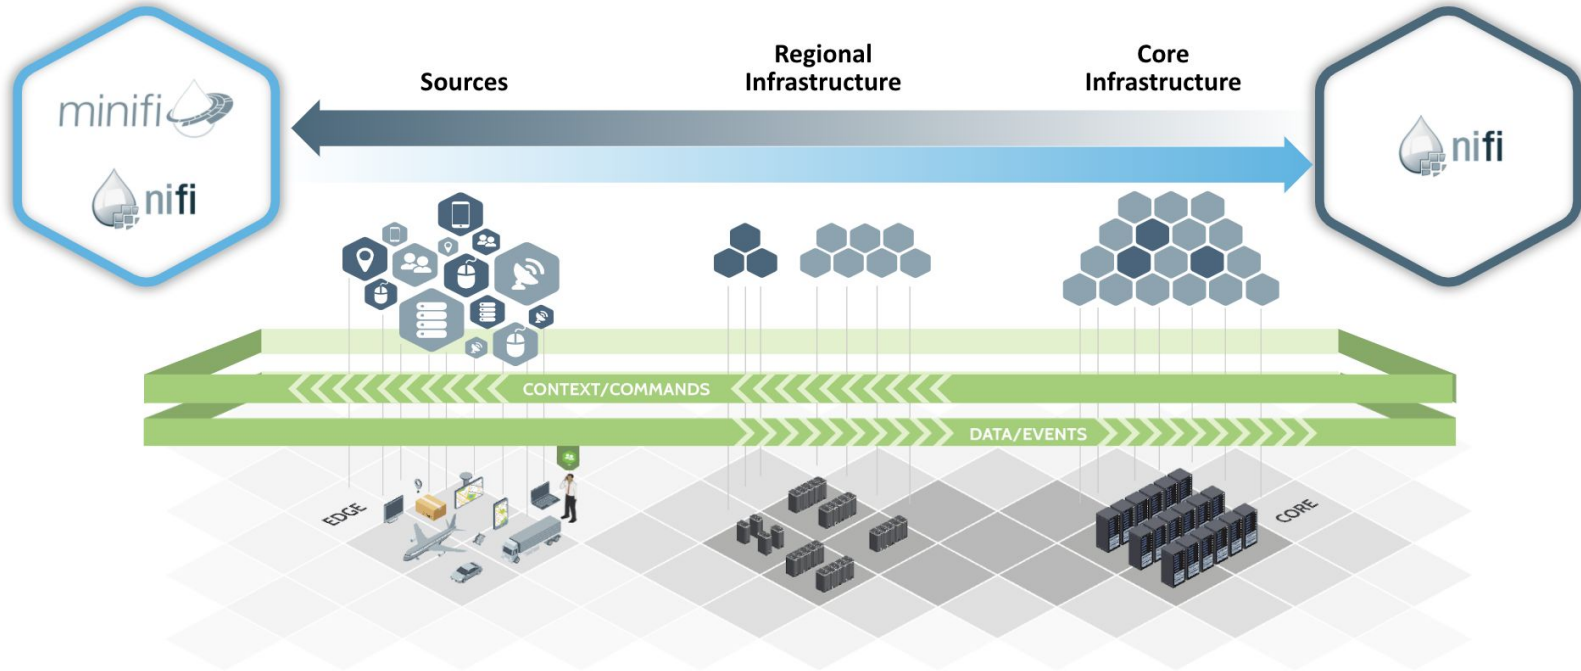 minifi
nifi
Sources
Regional
Infrastructure
Core
Infrastructure
nifi
CONTEXT/COMMANDS
DATA/EVENTS
EDGE
CORE